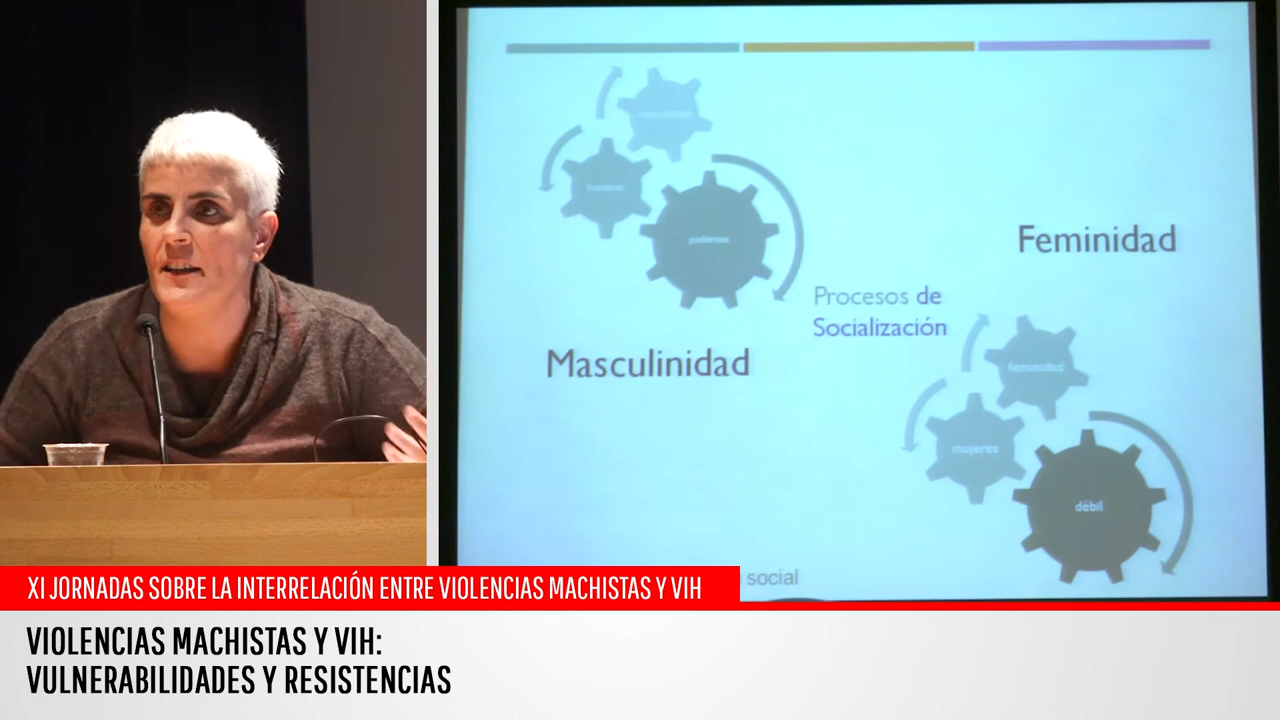 Feminidad
Procesos de
Socialización
Masculinidad
poderoso
feminidad
mujeres
débil
social
XI JORNADAS SOBRE LA INTERRELACIÓN ENTRE VIOLENCIAS MACHISTAS Y VIH
VIOLENCIAS MACHISTAS Y VIH:
VULNERABILIDADES Y RESISTENCIAS